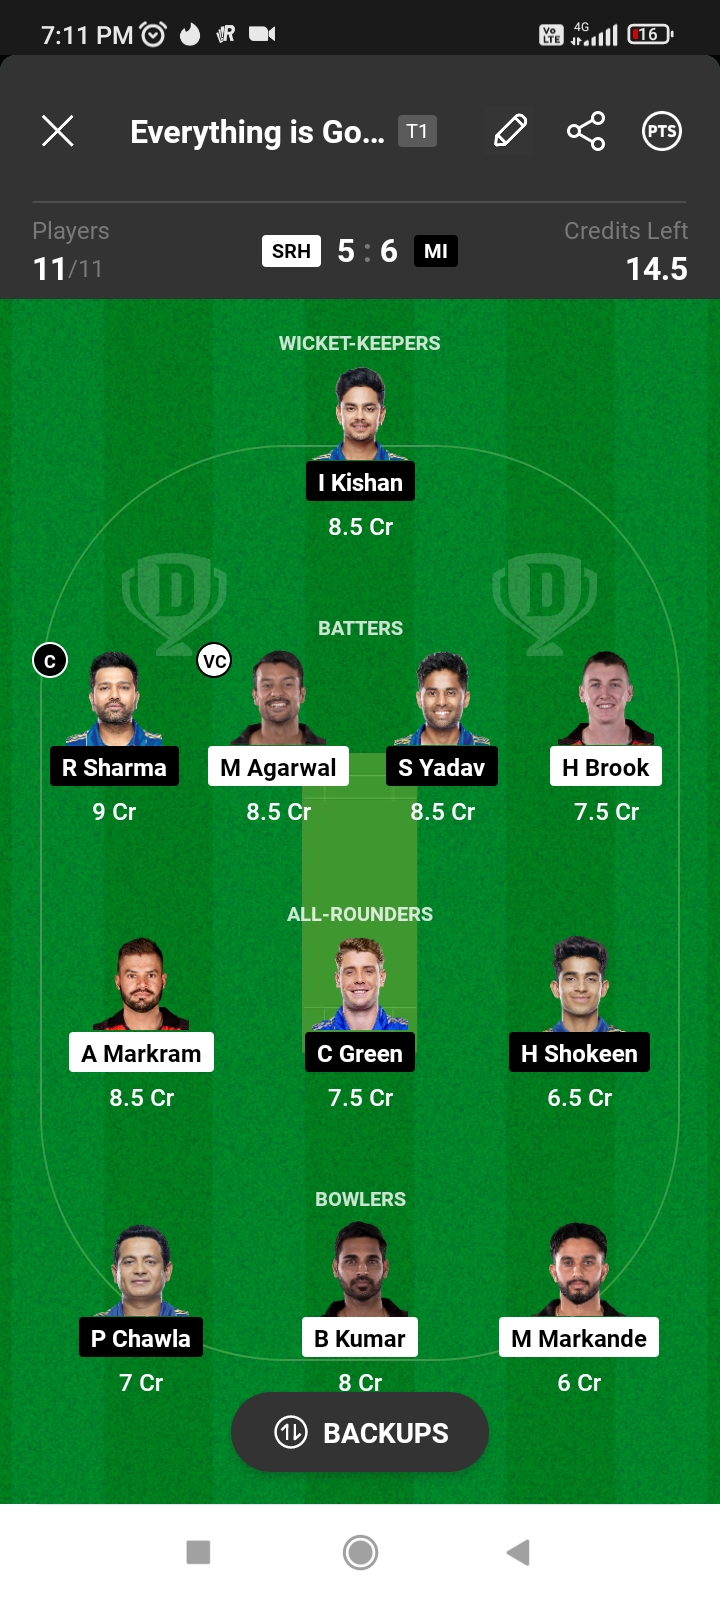 7:11 PM
Vo LTE 4G 16
Everything is Go... T1 PTS
Players Credits Left
SRH 5 : 6 MI
11/11 14.5
WICKET-KEEPERS
I Kishan
8.5 Cr
D D
BATTERS
C VC
R Sharma M Agarwal S Yadav H Brook
9 Cr 8.5 Cr 8.5 Cr 7.5 Cr
ALL-ROUNDERS
A Markram C Green H Shokeen
8.5 Cr 7.5 Cr 6.5 Cr
BOWLERS
P Chawla B Kumar M Markande
7 Cr 8 Cr 6 Cr
BACKUPS